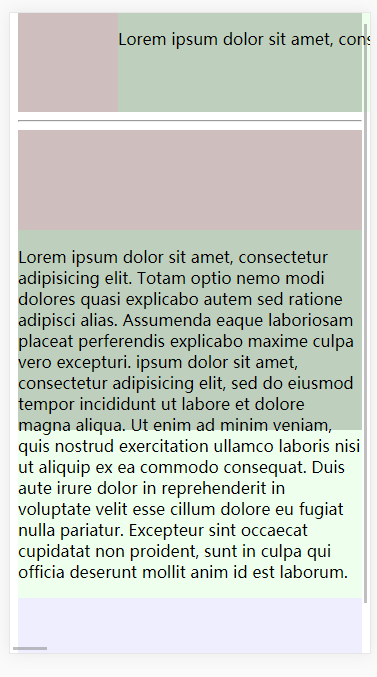 Lorem ipsum dolor sit amet, cons
Lorem ipsum dolor sit amet, consectetur
adipisicing elit. Totam optio nemo modi
dolores quasi explicabo autem sed ratione
adipisci alias. Assumenda eaque laboriosam
placeat perferendis explicabo maxime culpa
vero excepturi. ipsum dolor sit amet,
consectetur adipisicing elit, sed do eiusmod
tempor incididunt ut labore et dolore
magna aliqua. Ut enim ad minim veniam,
quis nostrud exercitation ullamco laboris nisi
ut aliquip ex ea commodo consequat. Duis
aute irure dolor in reprehenderit in
voluptate velit esse cillum dolore eu fugiat
nulla pariatur. Excepteur sint occaecat
cupidatat non proident, sunt in culpa qui
officia deserunt mollit anim id est laborum.